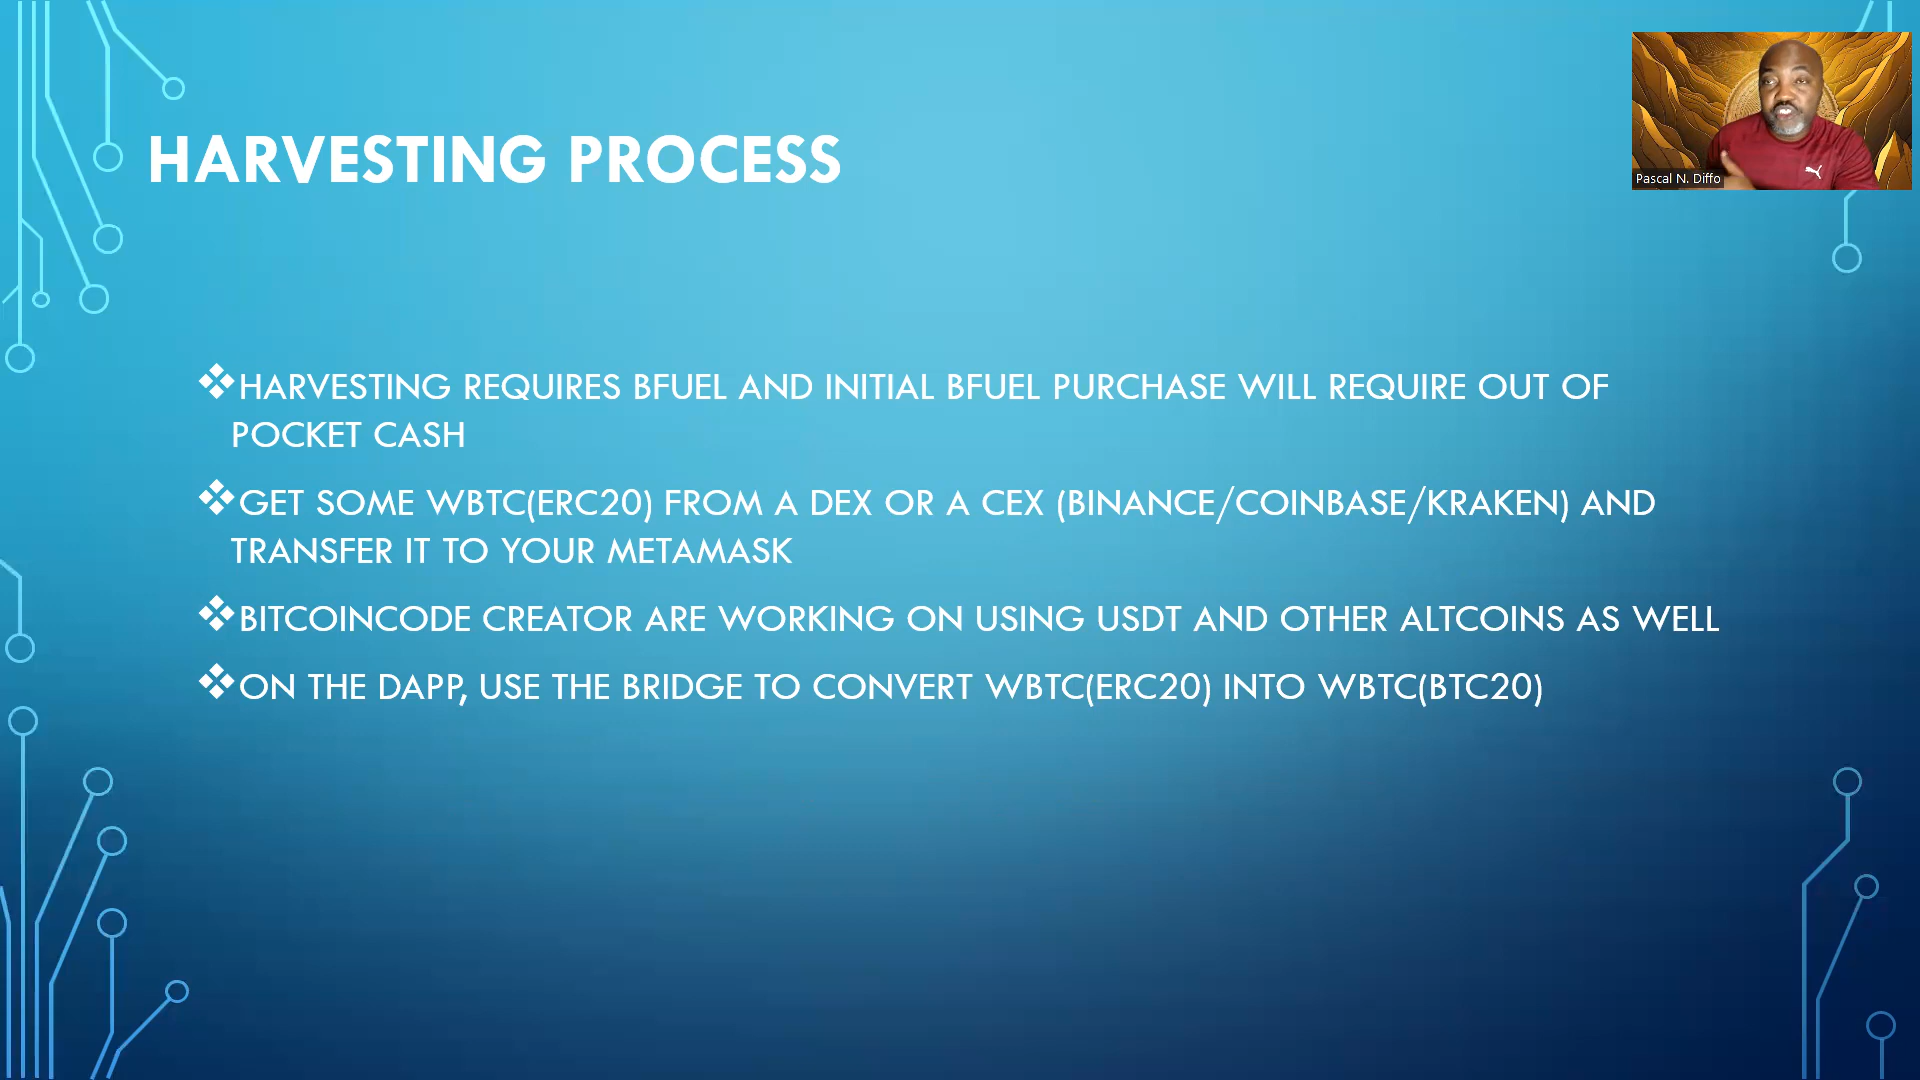 HARVESTING PROCESS
Pascal N. Diffo
❖HARVESTING REQUIRES BFUEL AND INITIAL BFUEL PURCHASE WILL REQUIRE OUT OF
POCKET CASH
❖GET SOME WBTC(ERC20) FROM A DEX OR A CEX (BINANCE/COINBASE/KRAKEN) AND
TRANSFER IT TO YOUR METAMASK
❖BITCOINCODE CREATOR ARE WORKING ON USING USDT AND OTHER ALTCOINS AS WELL
❖ON THE DAPP, USE THE BRIDGE TO CONVERT WBTC(ERC20) INTO WBTC(BTC20)